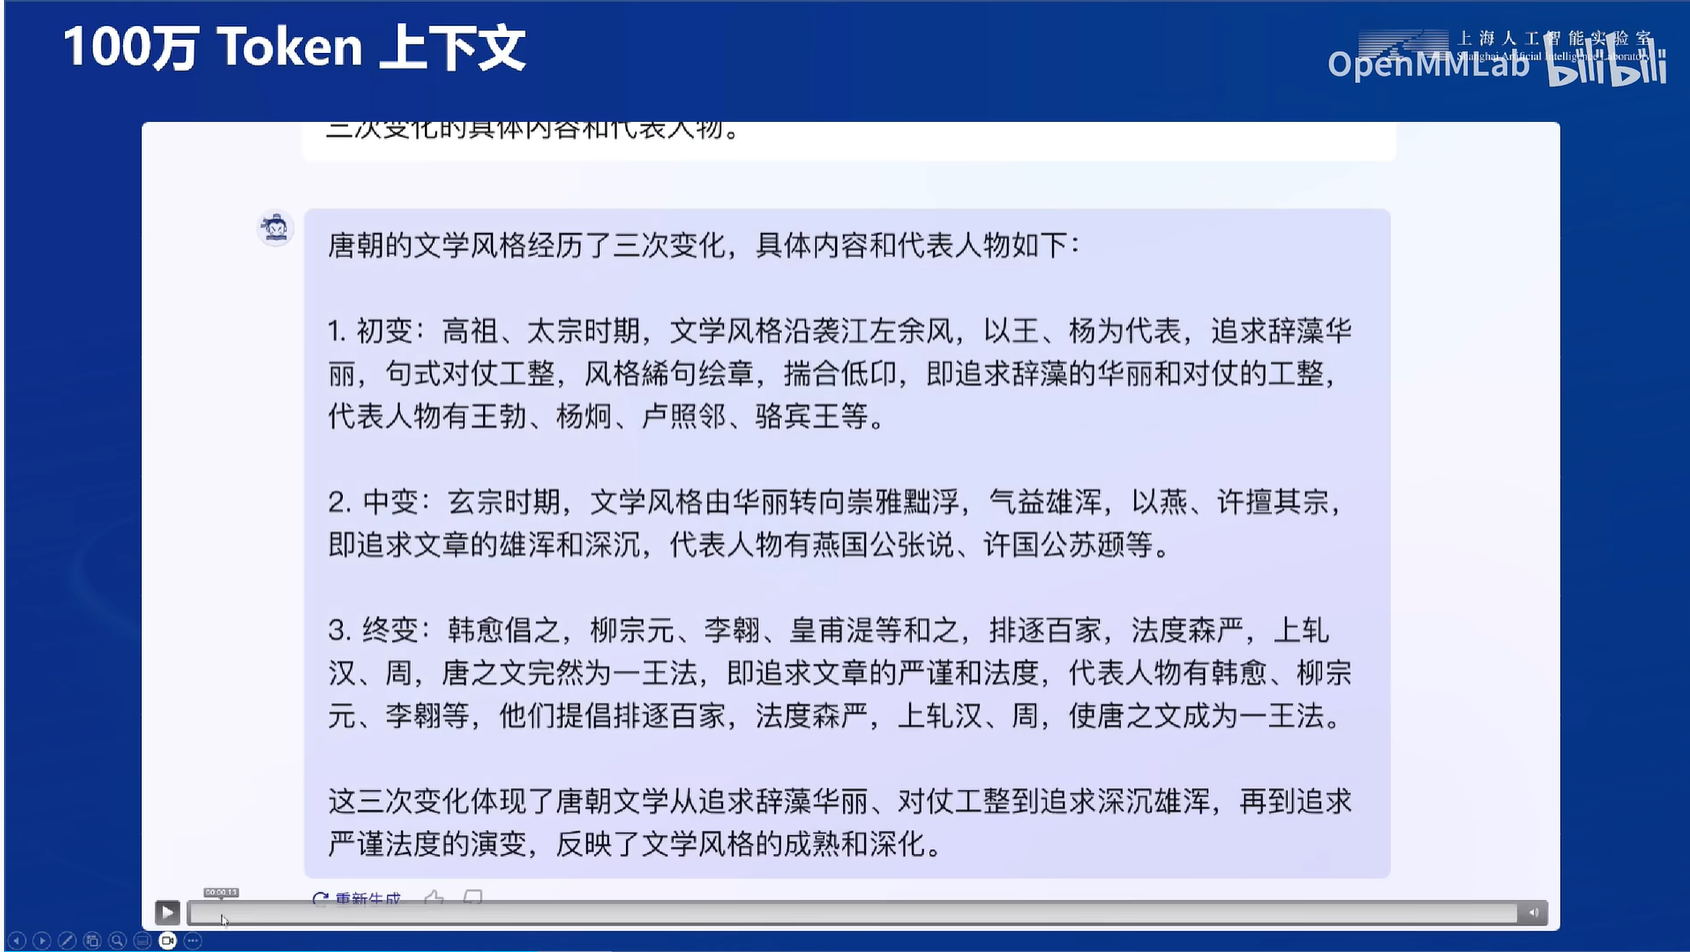 100万 Token 上下文
上海人工智能实验室
Shanghai Artificial Intelligence Laboratory
OpenMMLab bilibili
三次变化的具体内容和代表人物。
唐朝的文学风格经历了三次变化，具体内容和代表人物如下：
1. 初变：高祖、太宗时期，文学风格沿袭江左余风，以王、杨为代表，追求辞藻华
丽，句式对仗工整，风格絺句绘章，揣合低卬，即追求辞藻的华丽和对仗的工整，
代表人物有王勃、杨炯、卢照邻、骆宾王等。
2. 中变：玄宗时期，文学风格由华丽转向崇雅黜浮，气益雄浑，以燕、许擅其宗，
即追求文章的雄浑和深沉，代表人物有燕国公张说、许国公苏颋等。
3. 终变：韩愈倡之，柳宗元、李翱、皇甫湜等和之，排逐百家，法度森严，上轧
汉、周，唐之文完然为一王法，即追求文章的严谨和法度，代表人物有韩愈、柳宗
元、李翱等，他们提倡排逐百家，法度森严，上轧汉、周，使唐之文成为一王法。
这三次变化体现了唐朝文学从追求辞藻华丽、对仗工整到追求深沉雄浑，再到追求
严谨法度的演变，反映了文学风格的成熟和深化。
00:00:13
重新生成